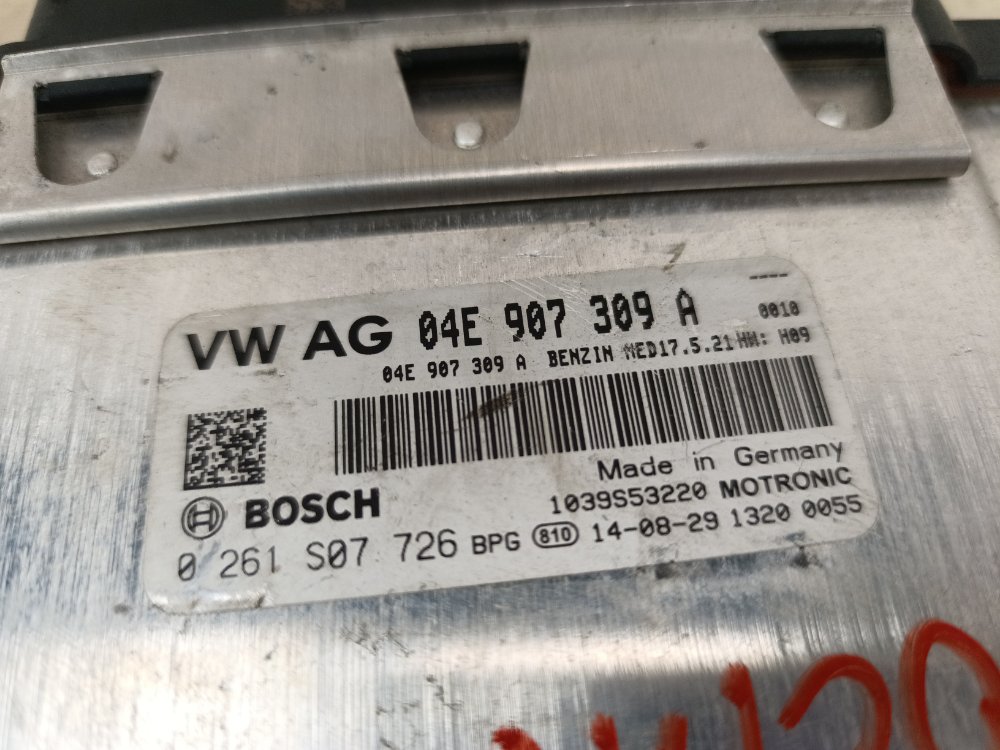 ----
VW AG 04E 907 309 A 0010
04E 907 309 A BENZIN MED17.5.21 HW: H09
Made in Germany
BOSCH 1039S53220 MOTRONIC
0 261 S07 726 BPG 810 14-08-29 1320 0055